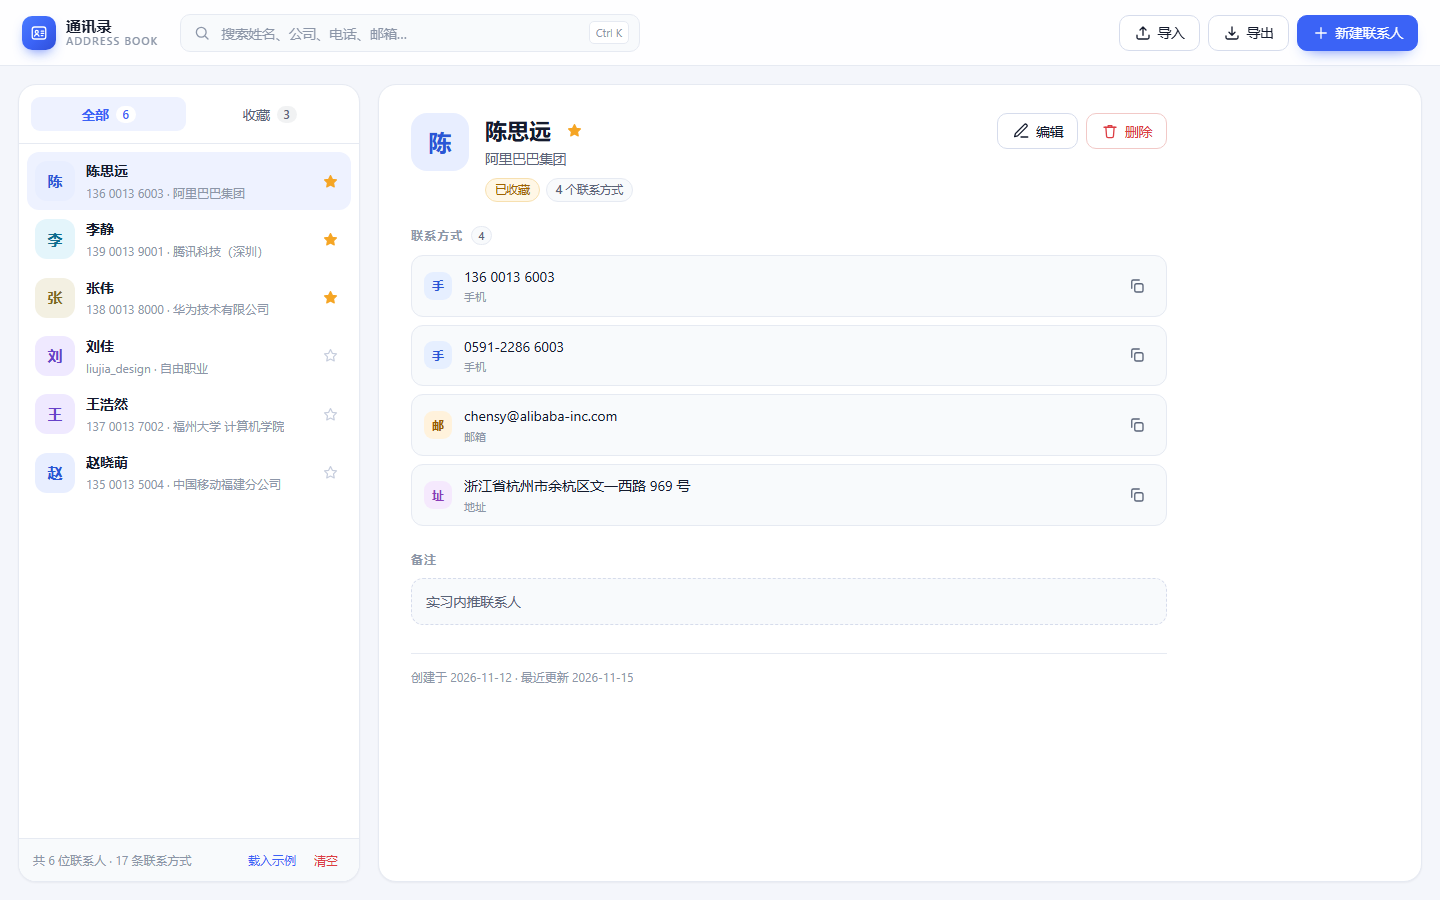 通讯录
ADDRESS BOOK
搜索姓名、公司、电话、邮箱...
Ctrl K
导入
导出
新建联系人
全部 6
收藏 3
陈
陈思远
136 0013 6003 · 阿里巴巴集团
李
李静
139 0013 9001 · 腾讯科技（深圳）
张
张伟
138 0013 8000 · 华为技术有限公司
刘
刘佳
liujia_design · 自由职业
王
王浩然
137 0013 7002 · 福州大学 计算机学院
赵
赵晓萌
135 0013 5004 · 中国移动福建分公司
共 6 位联系人 · 17 条联系方式
载入示例
清空
陈
陈思远
阿里巴巴集团
已收藏
4 个联系方式
编辑
删除
联系方式 4
手
136 0013 6003
手机
手
0591-2286 6003
手机
邮
chensy@alibaba-inc.com
邮箱
址
浙江省杭州市余杭区文一西路 969 号
地址
备注
实习内推联系人
创建于 2026-11-12 · 最近更新 2026-11-15